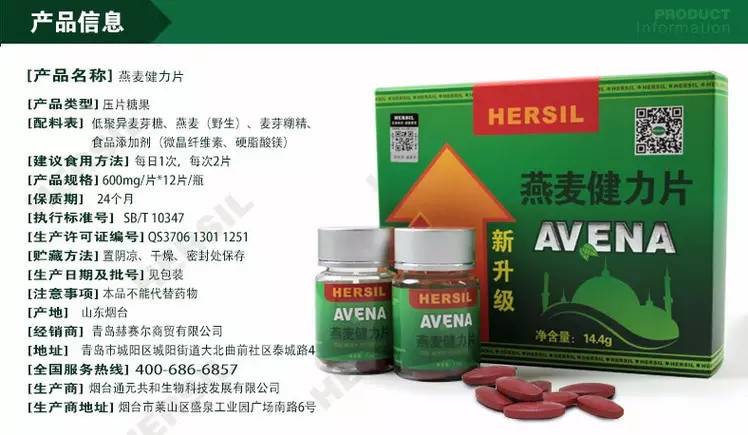 产品信息
PRODUCT
Information
[产品名称] 燕麦健力片
[产品类型] 压片糖果
[配料表] 低聚异麦芽糖、燕麦（野生）、麦芽糊精、
食品添加剂（微晶纤维素、硬脂酸镁）
[建议食用方法] 每日1次，每次2片
[产品规格] 600mg/片*12片/瓶
[保质期] 24个月
[执行标准号] SB/T 10347
[生产许可证编号] QS3706 1301 1251
[贮藏方法] 置阴凉、干燥、密封处保存
[生产日期及批号] 见包装
[注意事项] 本品不能代替药物
[产地] 山东烟台
[经销商] 青岛赫赛尔商贸有限公司
[地址] 青岛市城阳区城阳街道大北曲前社区泰城路4
[全国服务热线] 400-686-6857
[生产商] 烟台通元共和生物科技发展有限公司
[生产商地址] 烟台市莱山区盛泉工业园广场南路6号
HERSIL
燕麦健力片
AVENA
新升级
净含量：14.4g
HERSIL
AVENA
燕麦健力片
HERSIL
AVENA
燕麦健力片
HERSIL
HERSIL
HERSIL
HERSIL